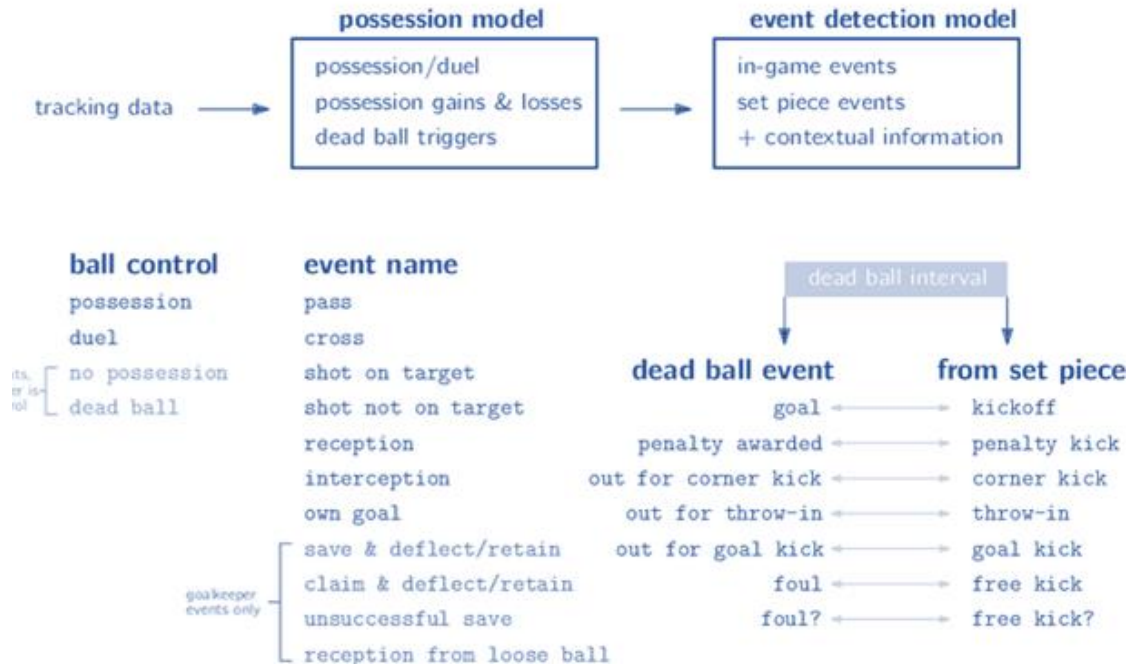 possession model
event detection model
tracking data
possession/duel
possession gains & losses
dead ball triggers
in-game events
set piece events
+ contextual information
ball control
possession
duel
no possession
dead ball
event name
pass
cross
shot on target
shot not on target
reception
interception
own goal
save & deflect/retain
claim & deflect/retain
unsuccessful save
reception from loose ball
goalkeeper
events only
dead ball interval
dead ball event
from set piece
goal
kickoff
penalty awarded
penalty kick
out for corner kick
corner kick
out for throw-in
throw-in
out for goal kick
goal kick
foul
free kick
foul?
free kick?